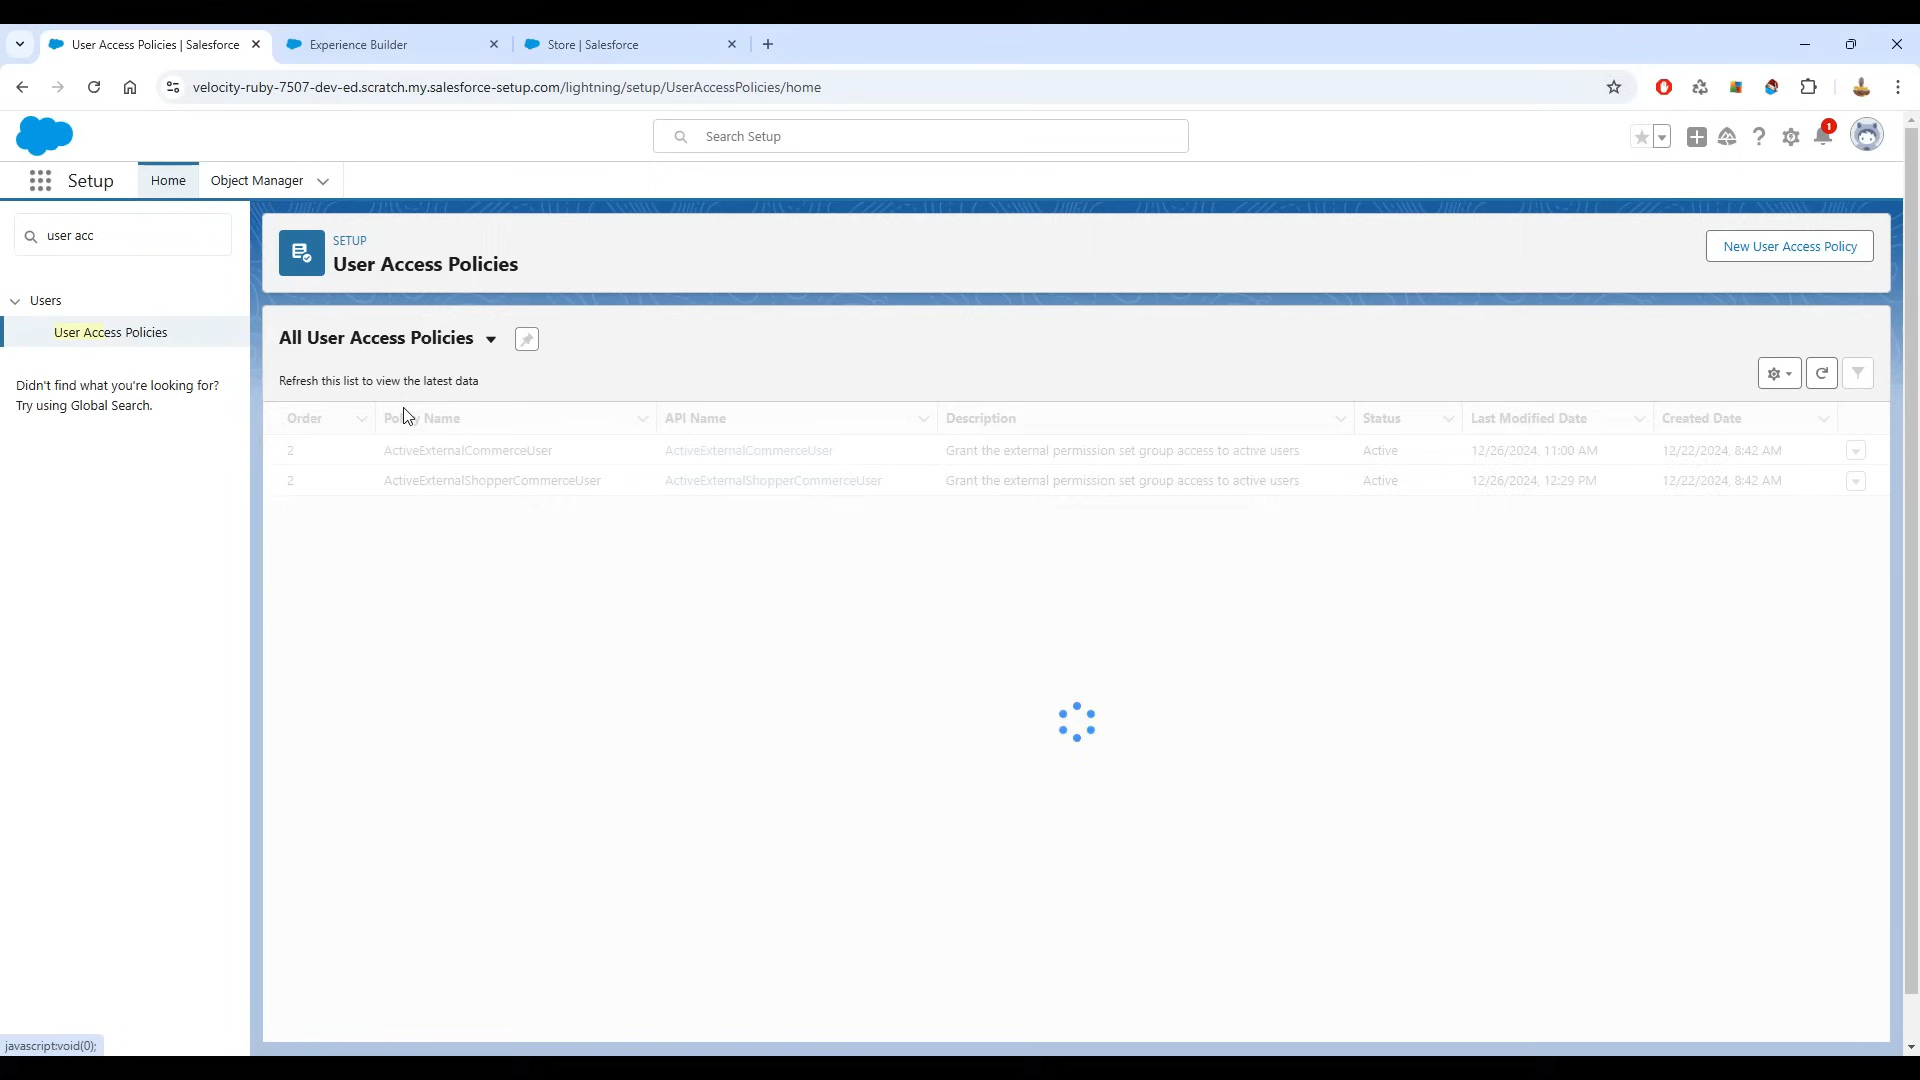 User Access Policies | Salesforce
Experience Builder
Store | Salesforce
velocity-ruby-7507-dev-ed.scratch.my.salesforce-setup.com/lightning/setup/UserAccessPolicies/home
Search Setup
1
Setup
Home
Object Manager
user acc
SETUP
User Access Policies
New User Access Policy
Users
User Access Policies
Didn't find what you're looking for?
Try using Global Search.
All User Access Policies
Refresh this list to view the latest data
Order Policy Name API Name Description Status Last Modified Date Created Date
2 ActiveExternalCommerceUser ActiveExternalCommerceUser Grant the external permission set group access to active users Active 12/26/2024, 11:00 AM 12/22/2024, 8:42 AM
2 ActiveExternalShopperCommerceUser ActiveExternalShopperCommerceUser Grant the external permission set group access to active users Active 12/26/2024, 12:29 PM 12/22/2024, 8:42 AM
javascript:void(0);